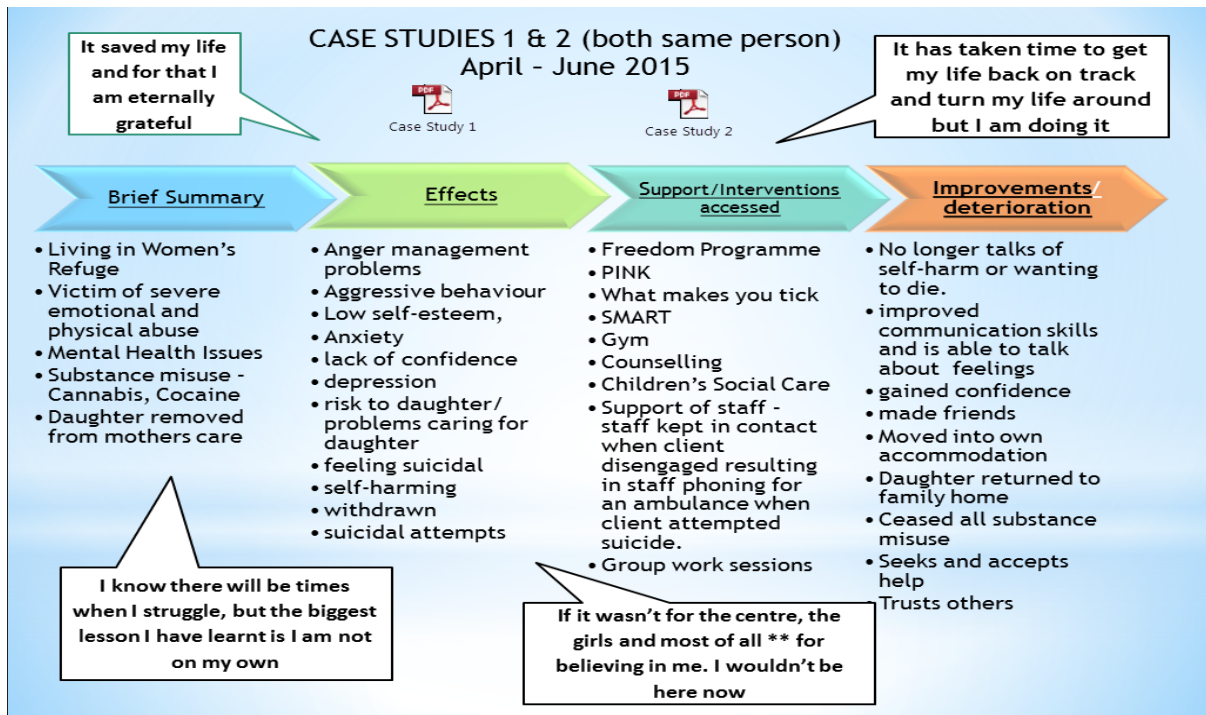 CASE STUDIES 1 & 2 (both same person)
April - June 2015
It saved my life
and for that I
am eternally
grateful
PDF
Case Study 1
PDF
Case Study 2
It has taken time to get
my life back on track
and turn my life around
but I am doing it
Brief Summary
• Living in Women's
Refuge
• Victim of severe
emotional and
physical abuse
• Mental Health Issues
• Substance misuse -
Cannabis, Cocaine
• Daughter removed
from mothers care
Effects
• Anger management
problems
• Aggressive behaviour
• Low self-esteem,
• Anxiety
• lack of confidence
• depression
• risk to daughter/
problems caring for
daughter
• feeling suicidal
• self-harming
• withdrawn
• suicidal attempts
Support/Interventions
accessed
• Freedom Programme
• PINK
• What makes you tick
• SMART
• Gym
• Counselling
• Children's Social Care
• Support of staff -
staff kept in contact
when client
disengaged resulting
in staff phoning for
an ambulance when
client attempted
suicide.
• Group work sessions
Improvements/
deterioration
• No longer talks of
self-harm or wanting
to die.
• improved
communication skills
and is able to talk
about feelings
• gained confidence
• made friends
• Moved into own
accommodation
• Daughter returned to
family home
• Ceased all substance
misuse
• Seeks and accepts
help
• Trusts others
I know there will be times
when I struggle, but the biggest
lesson I have learnt is I am not
on my own
If it wasn't for the centre, the
girls and most of all ** for
believing in me. I wouldn't be
here now